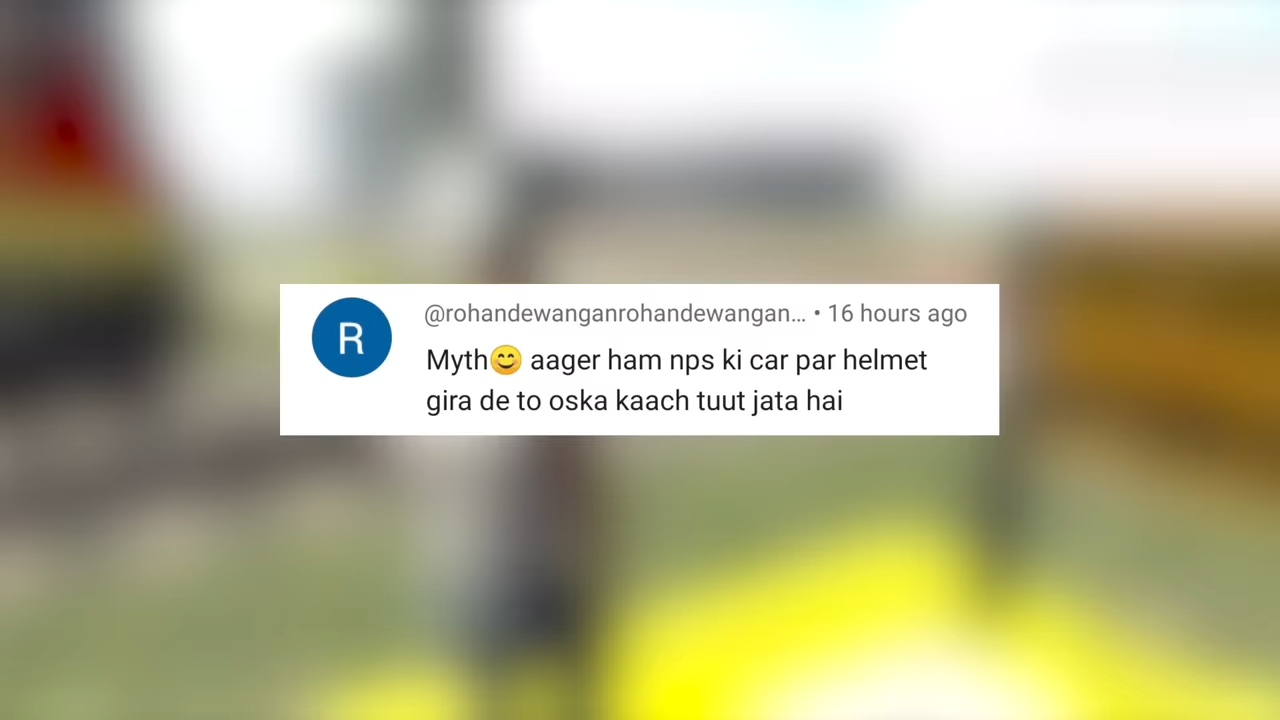 R
@rohandewanganrohandewangan... • 16 hours ago
Myth😊 aager ham nps ki car par helmet
gira de to oska kaach tuut jata hai